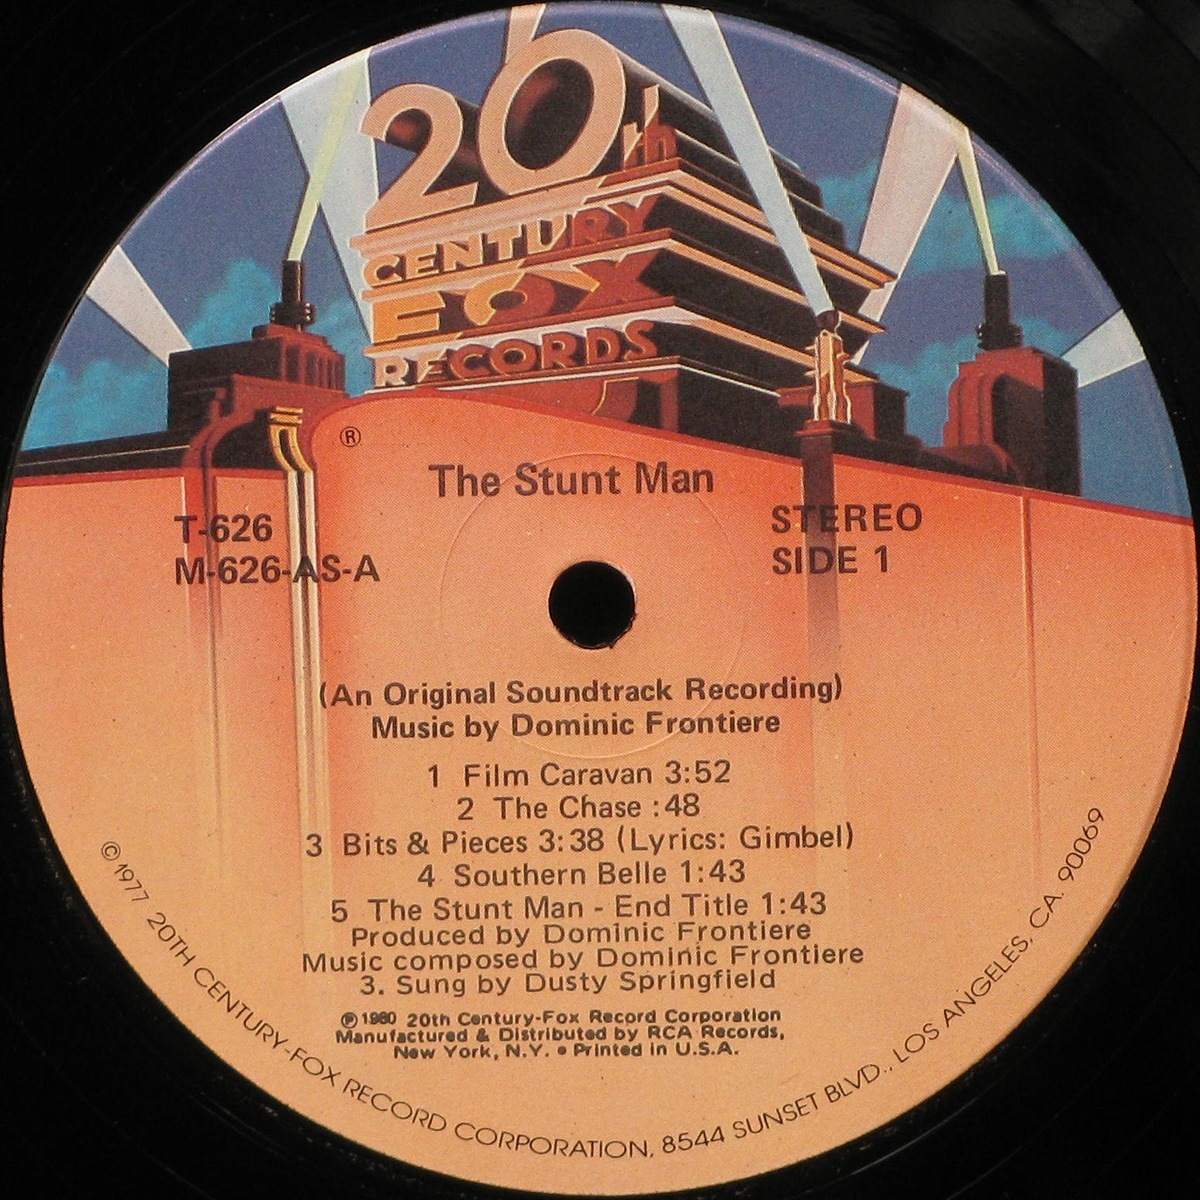 20th
CENTURY
FOX
RECORDS
®
The Stunt Man
T-626
M-626-AS-A
STEREO
SIDE 1
(An Original Soundtrack Recording)
Music by Dominic Frontiere
1 Film Caravan 3:52
2 The Chase :48
3 Bits & Pieces 3:38 (Lyrics: Gimbel)
4 Southern Belle 1:43
5 The Stunt Man - End Title 1:43
Produced by Dominic Frontiere
Music composed by Dominic Frontiere
3. Sung by Dusty Springfield
℗ 1980 20th Century-Fox Record Corporation
Manufactured & Distributed by RCA Records,
New York, N.Y. • Printed in U.S.A.
© 1977 20TH CENTURY-FOX RECORD CORPORATION, 8544 SUNSET BLVD., LOS ANGELES, CA. 90069